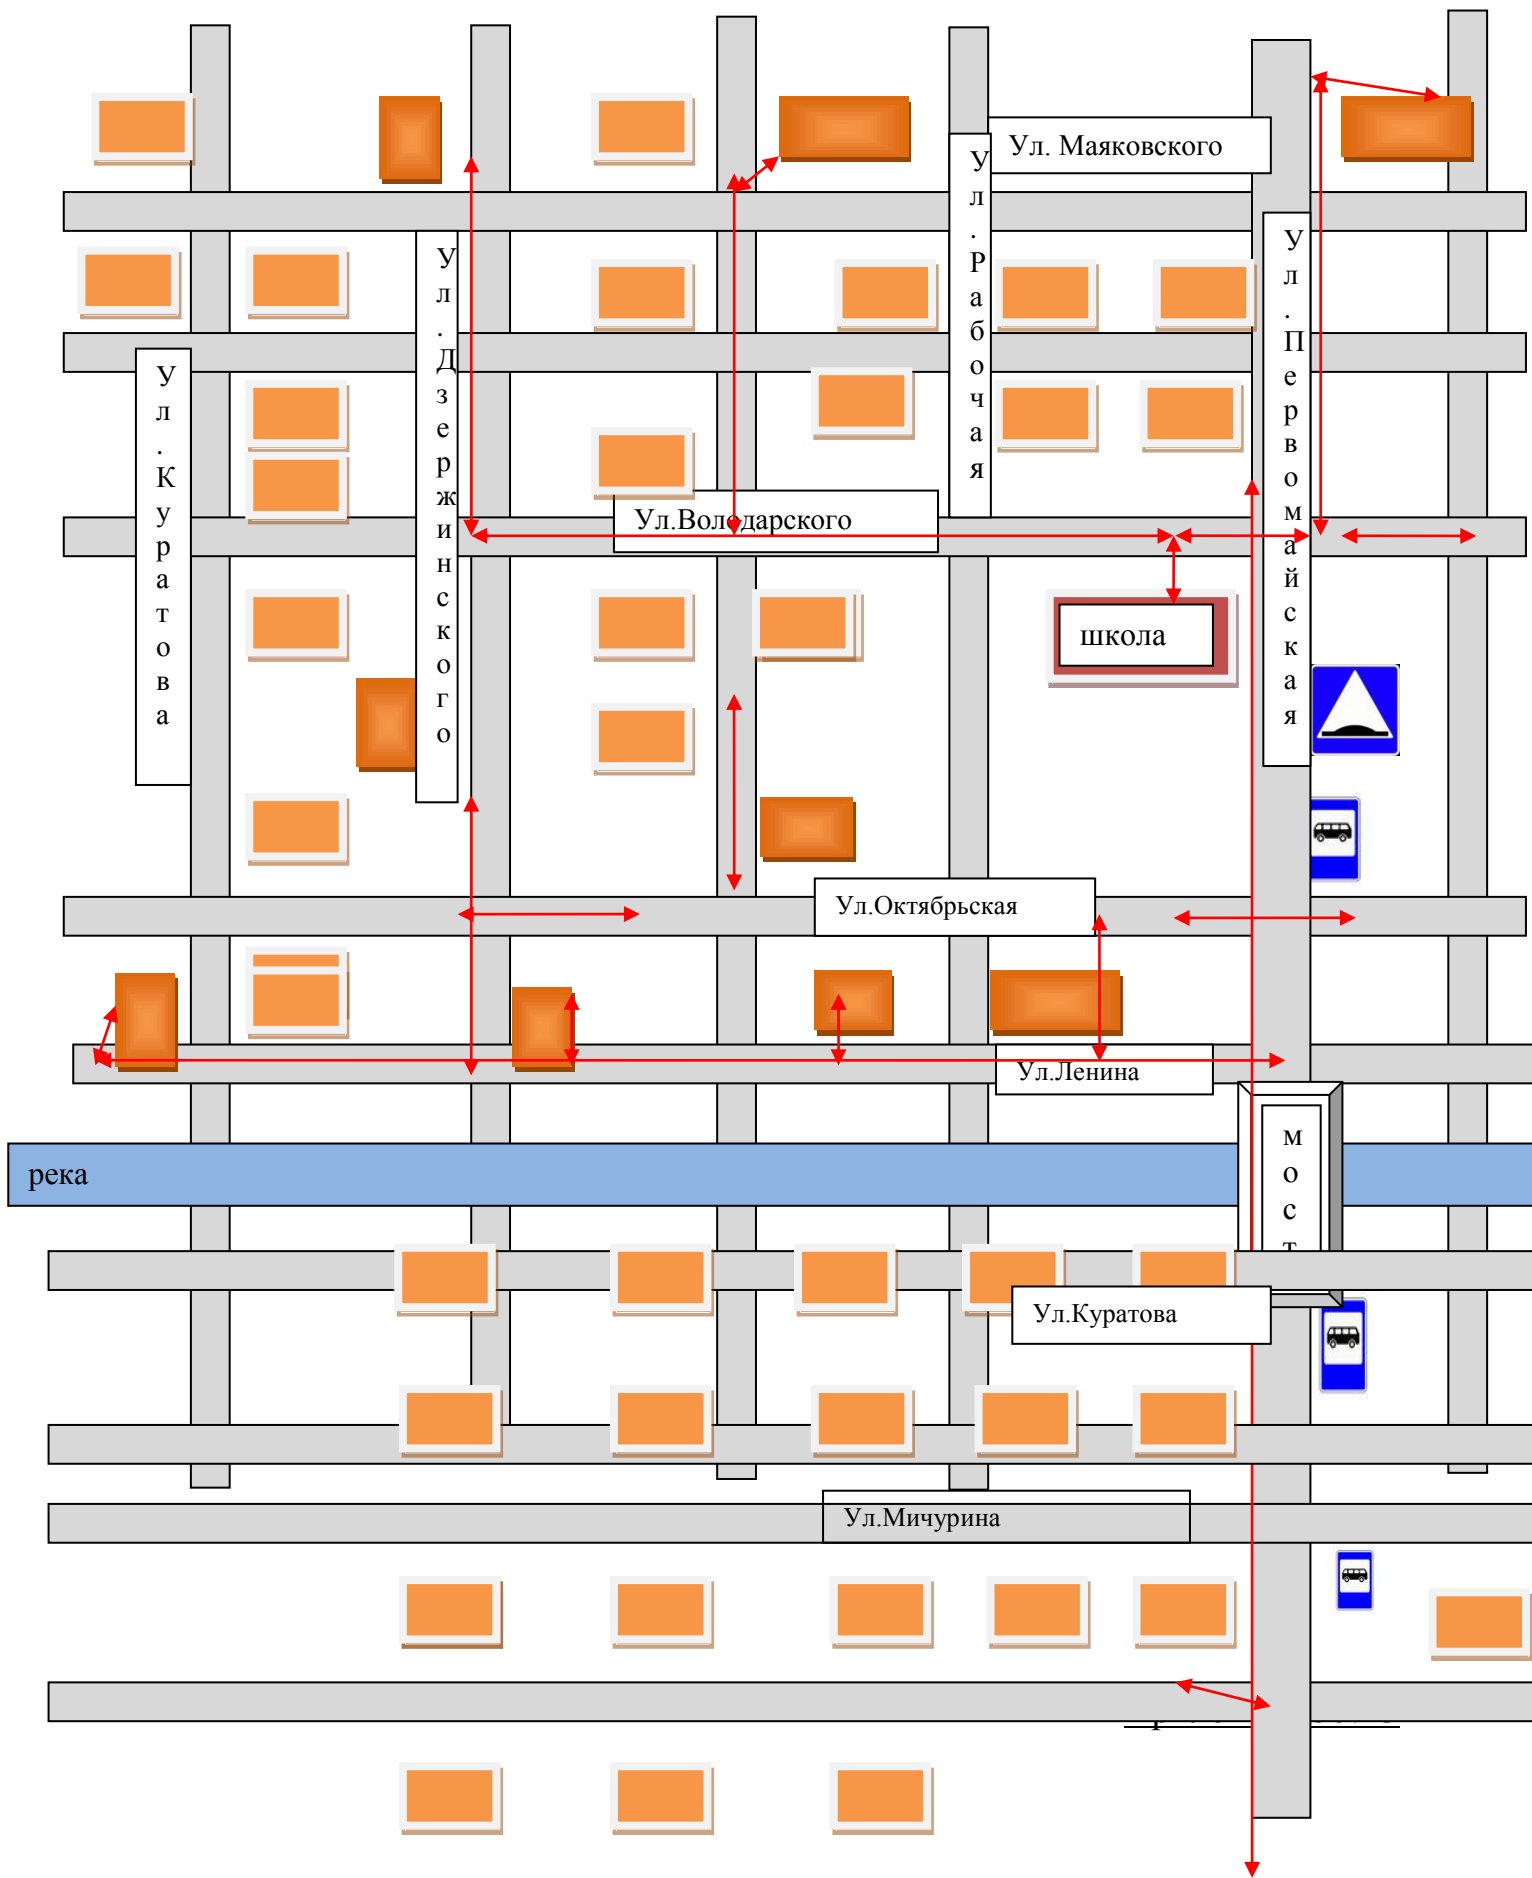 Ул. Маяковского
Ул.Рабочая
Ул.Первомайская
Ул.Дзержинского
Ул.Куратова
Ул.Володарского
школа
Ул.Октябрьская
Ул.Ленина
мост
река
Ул.Куратова
Ул.Мичурина